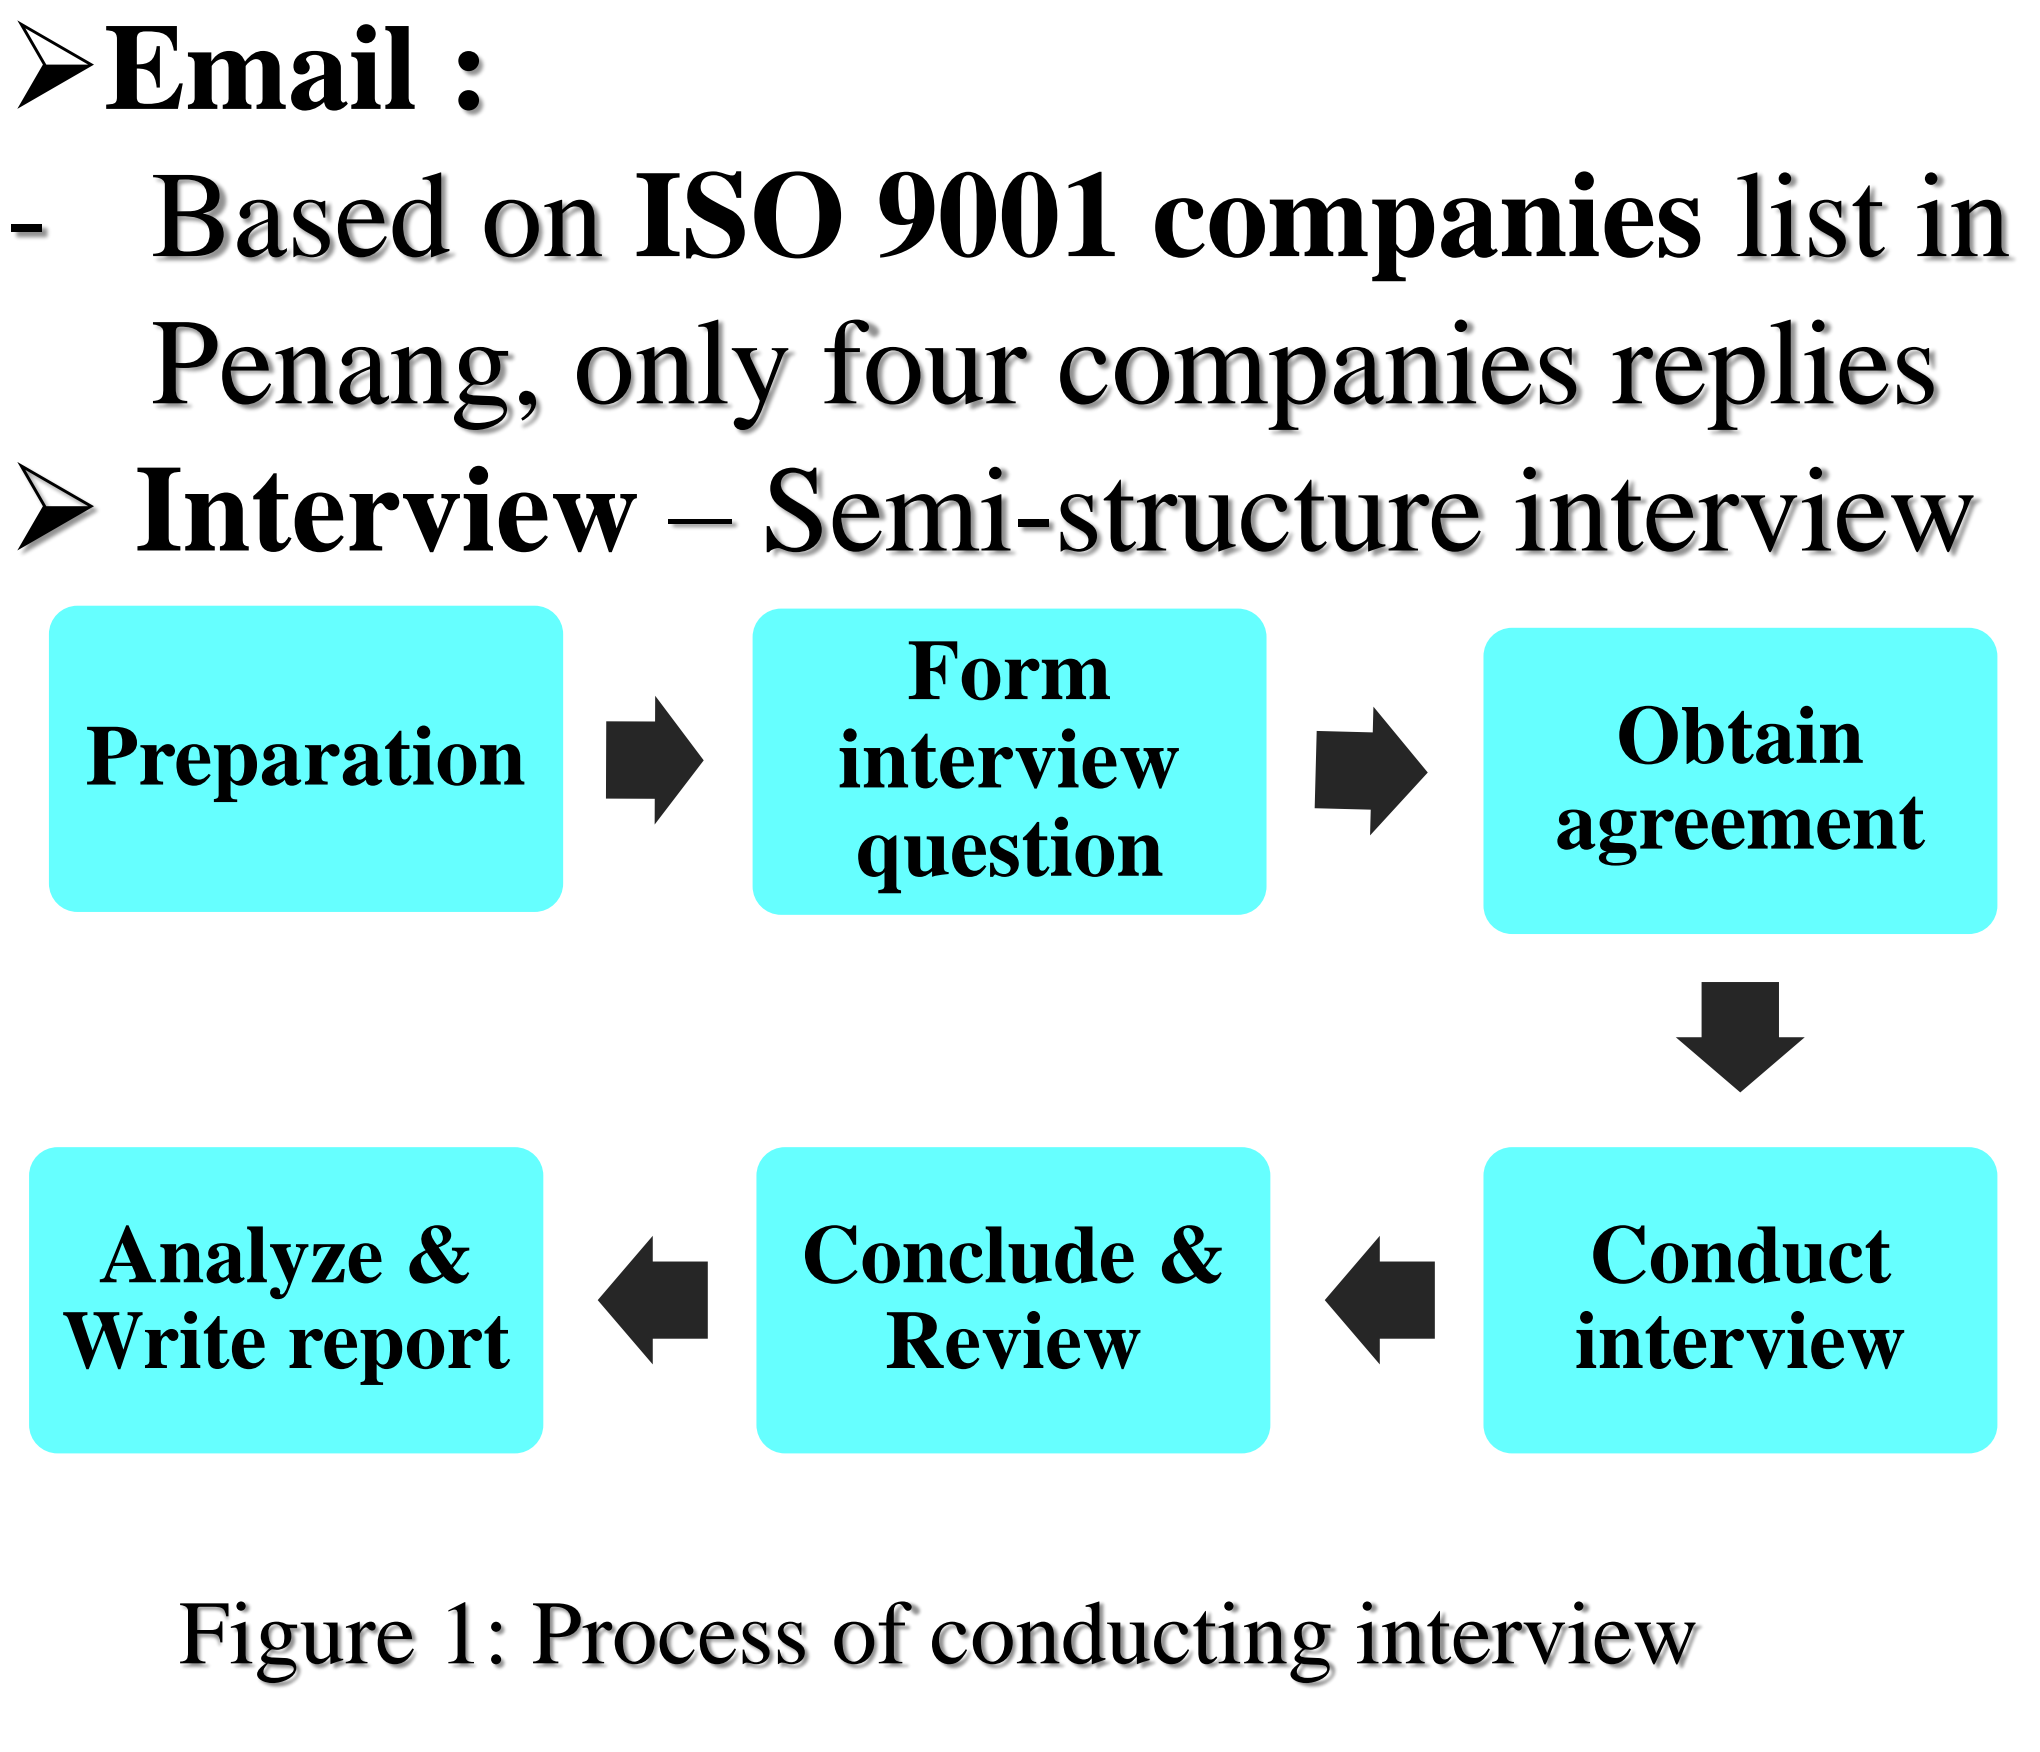 ➢Email :
- Based on ISO 9001 companies list in
Penang, only four companies replies
➢ Interview – Semi-structure interview
Preparation
Form
interview
question
Obtain
agreement
Conduct
interview
Conclude &
Review
Analyze &
Write report
Figure 1: Process of conducting interview